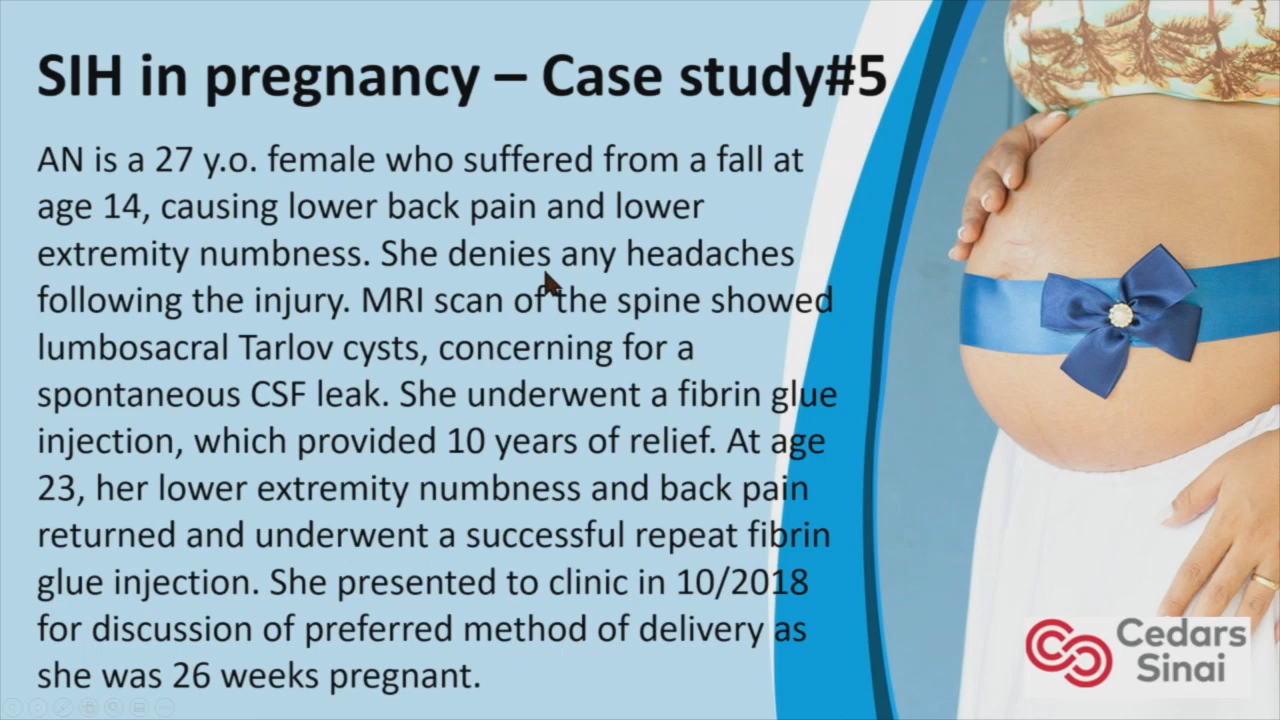 SIH in pregnancy – Case study#5
AN is a 27 y.o. female who suffered from a fall at
age 14, causing lower back pain and lower
extremity numbness. She denies any headaches
following the injury. MRI scan of the spine showed
lumbosacral Tarlov cysts, concerning for a
spontaneous CSF leak. She underwent a fibrin glue
injection, which provided 10 years of relief. At age
23, her lower extremity numbness and back pain
returned and underwent a successful repeat fibrin
glue injection. She presented to clinic in 10/2018
for discussion of preferred method of delivery as
she was 26 weeks pregnant.
Cedars
Sinai